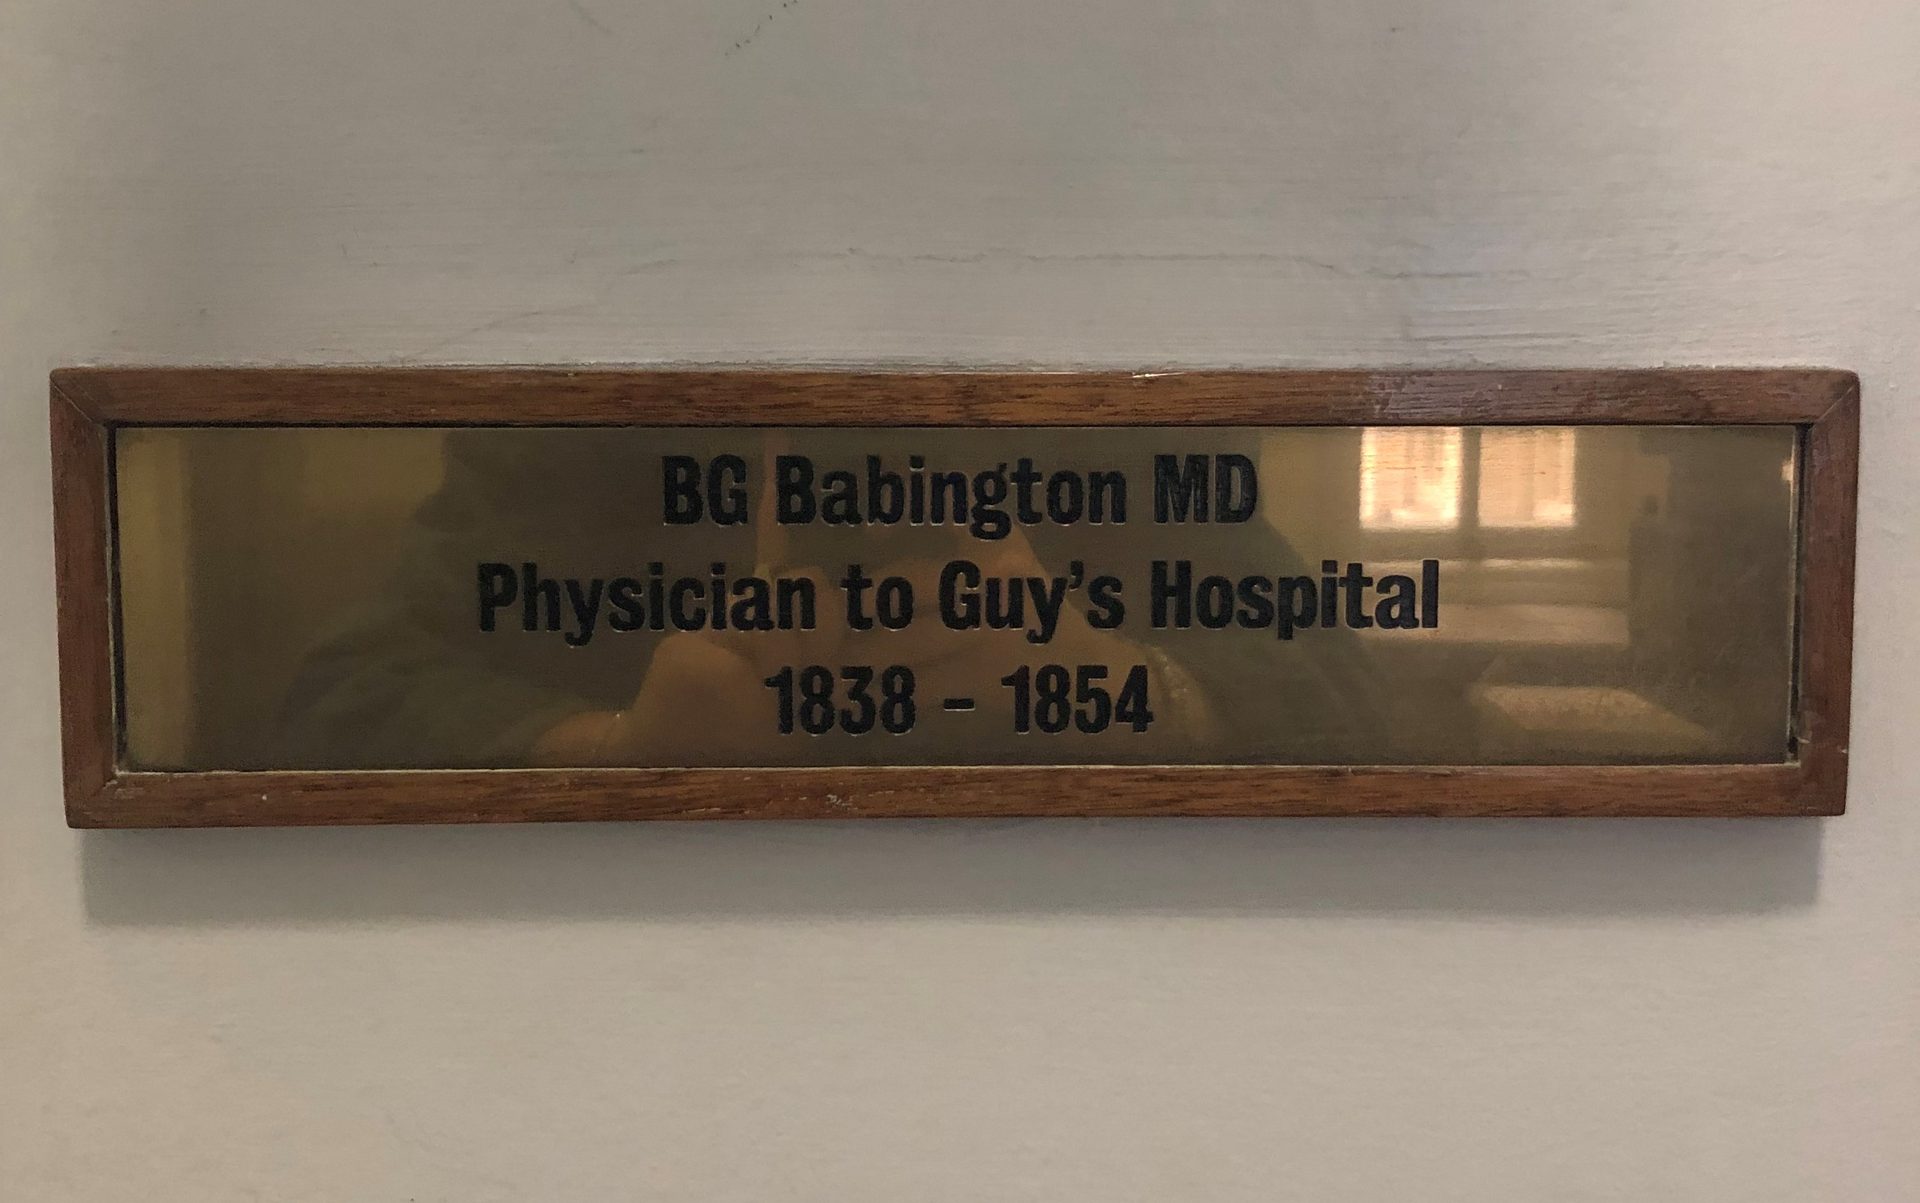 BG Babington MD
Physician to Guy’s Hospital
1838 - 1854